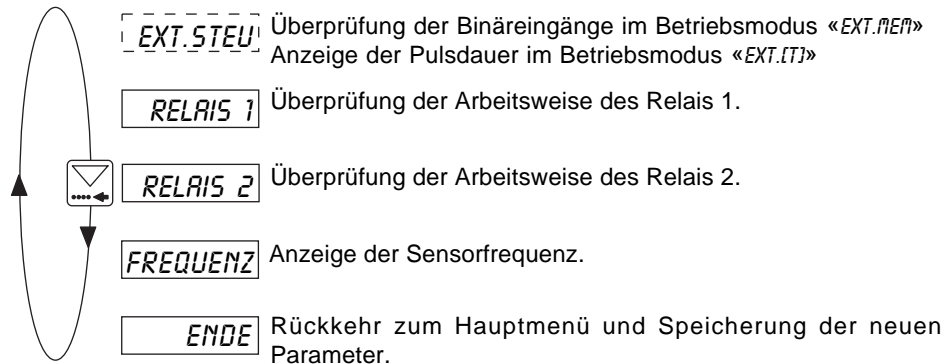 EXT.STEU Überprüfung der Binäreingänge im Betriebsmodus «EXT.MEM»
Anzeige der Pulsdauer im Betriebsmodus «EXT.[T]»
RELAIS 1 Überprüfung der Arbeitsweise des Relais 1.
RELAIS 2 Überprüfung der Arbeitsweise des Relais 2.
FREQUENZ Anzeige der Sensorfrequenz.
ENDE Rückkehr zum Hauptmenü und Speicherung der neuen
Parameter.